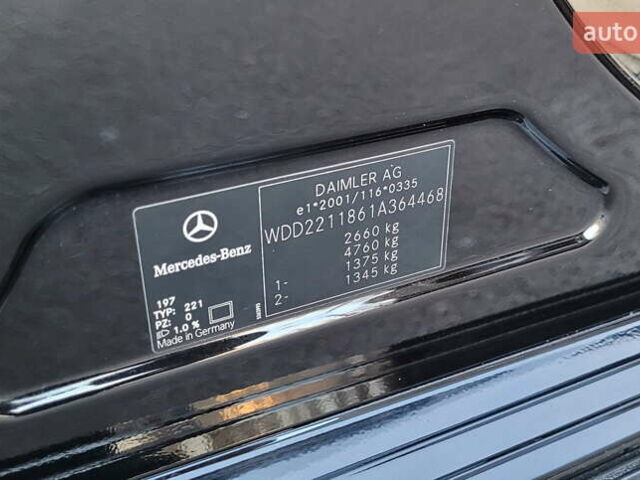 auto
DAIMLER AG
e1*2001/116*0335
WDD2211861A364468
2660 kg
4760 kg
1- 1375 kg
2- 1345 kg
Mercedes-Benz
197
TYP: 221
PZ: 0
1.0 %
Made in Germany